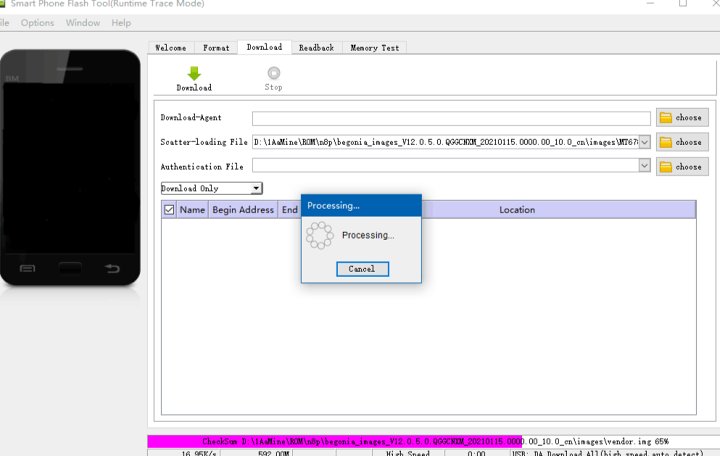 Smart Phone Flash Tool(Runtime Trace Mode)
ile Options Window Help
BM
Welcome Format Download Readback Memory Test
Download Stop
Download-Agent choose
Scatter-loading File D:\1AaMine\ROM\n8p\begonia_images_V12.0.5.0.QGGCNXM_20210115.0000.00_10.0_cn\images\MT678 choose
Authentication File choose
Download Only
Name Begin Address End Location
Processing...
Processing...
Cancel
CheckSum D:\1AaMine\ROM\n8p\begonia_images_V12.0.5.0.QGGCNXM_20210115.0000.00_10.0_cn\images\vendor.img 65%
16.95K/s 592.00M High Speed 0:00 USB: DA Download All(high speed,auto detect)